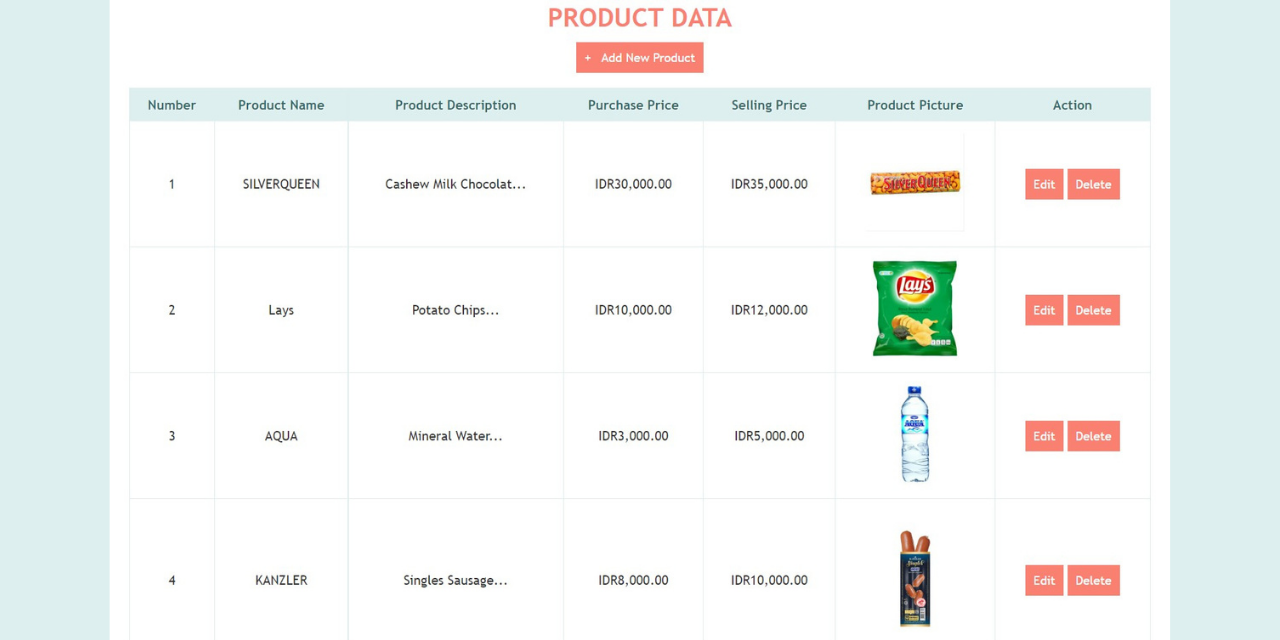 PRODUCT DATA
+ Add New Product
Number Product Name Product Description Purchase Price Selling Price Product Picture Action
1 SILVERQUEEN Cashew Milk Chocolat... IDR30,000.00 IDR35,000.00 SILVERQUEEN Edit Delete
2 Lays Potato Chips... IDR10,000.00 IDR12,000.00 Lay's Edit Delete
3 AQUA Mineral Water... IDR3,000.00 IDR5,000.00 AQUA Edit Delete
4 KANZLER Singles Sausage... IDR8,000.00 IDR10,000.00 Edit Delete